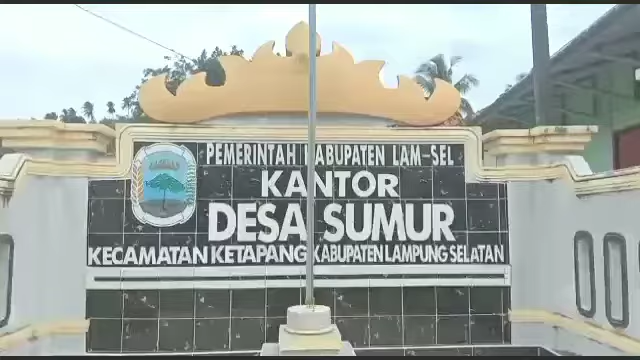 PEMERINTAH KABUPATEN LAM-SEL
KANTOR
DESA SUMUR
KECAMATAN KETAPANG KABUPATEN LAMPUNG SELATAN